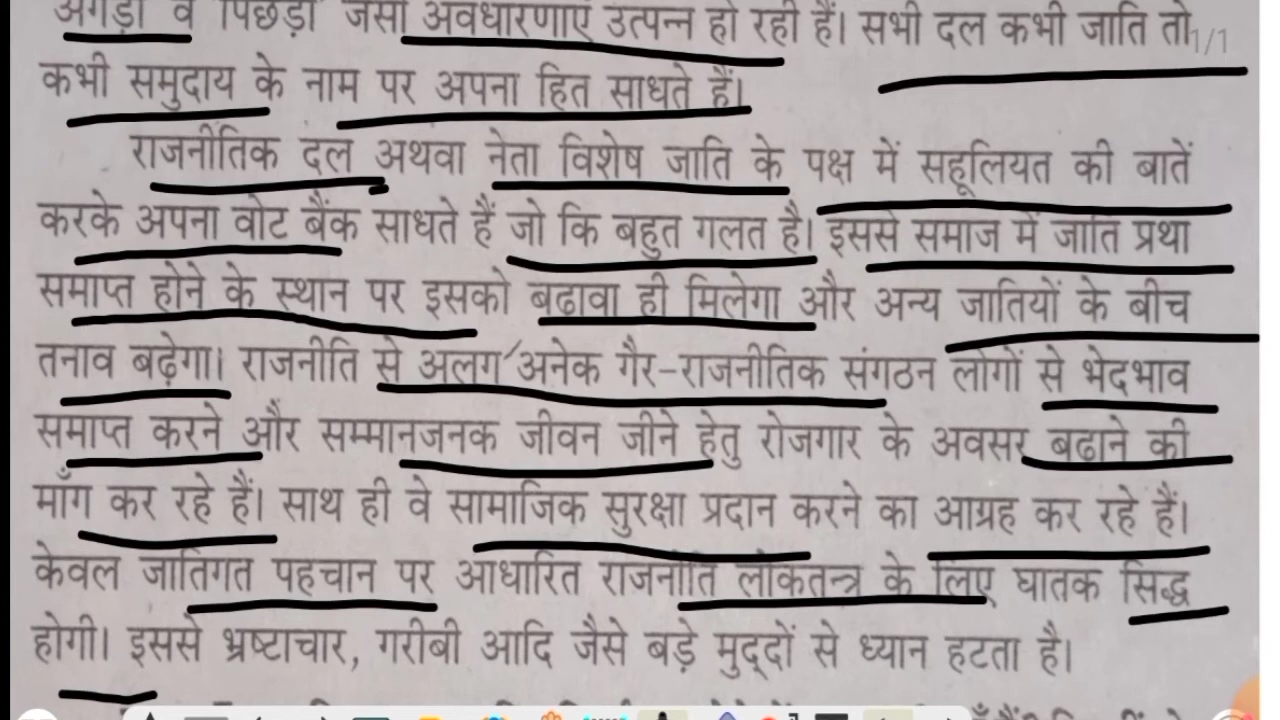 अगड़ा व पिछड़ा जैसी अवधारणाएँ उत्पन्न हो रही हैं। सभी दल कभी जाति तो
1/1
कभी समुदाय के नाम पर अपना हित साधते हैं।
राजनीतिक दल अथवा नेता विशेष जाति के पक्ष में सहूलियत की बातें
करके अपना वोट बैंक साधते हैं जो कि बहुत गलत है। इससे समाज में जाति प्रथा
समाप्त होने के स्थान पर इसको बढावा ही मिलेगा और अन्य जातियों के बीच
तनाव बढ़ेगा। राजनीति से अलग अनेक गैर-राजनीतिक संगठन लोगों से भेदभाव
समाप्त करने और सम्मानजनक जीवन जीने हेतु रोजगार के अवसर बढाने की
माँग कर रहे हैं। साथ ही वे सामाजिक सुरक्षा प्रदान करने का आग्रह कर रहे हैं।
केवल जातिगत पहचान पर आधारित राजनीति लोकतन्त्र के लिए घातक सिद्ध
होगी। इससे भ्रष्टाचार, गरीबी आदि जैसे बड़े मुद्दों से ध्यान हटता है।